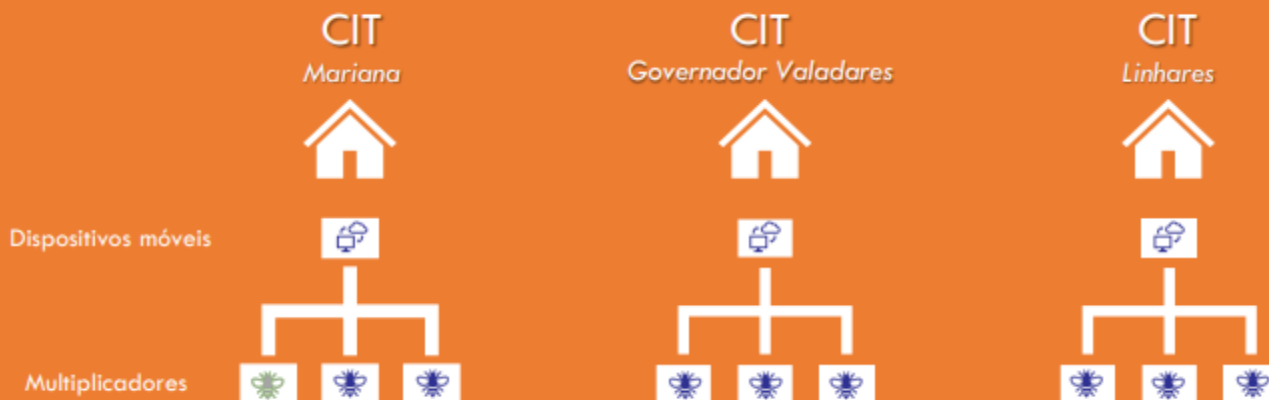 CIT
Mariana
CIT
Governador Valadares
CIT
Linhares
Dispositivos móveis
Multiplicadores